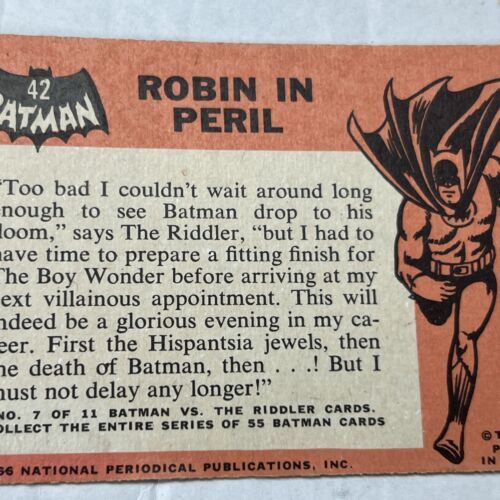 42
BATMAN
ROBIN IN
PERIL
"Too bad I couldn't wait around long
enough to see Batman drop to his
doom," says The Riddler, "but I had to
have time to prepare a fitting finish for
The Boy Wonder before arriving at my
next villainous appointment. This will
indeed be a glorious evening in my ca-
reer. First the Hispantsia jewels, then
the death of Batman, then . . .! But I
must not delay any longer!"
NO. 7 OF 11 BATMAN VS. THE RIDDLER CARDS.
COLLECT THE ENTIRE SERIES OF 55 BATMAN CARDS
66 NATIONAL PERIODICAL PUBLICATIONS, INC.
© T
P
IN